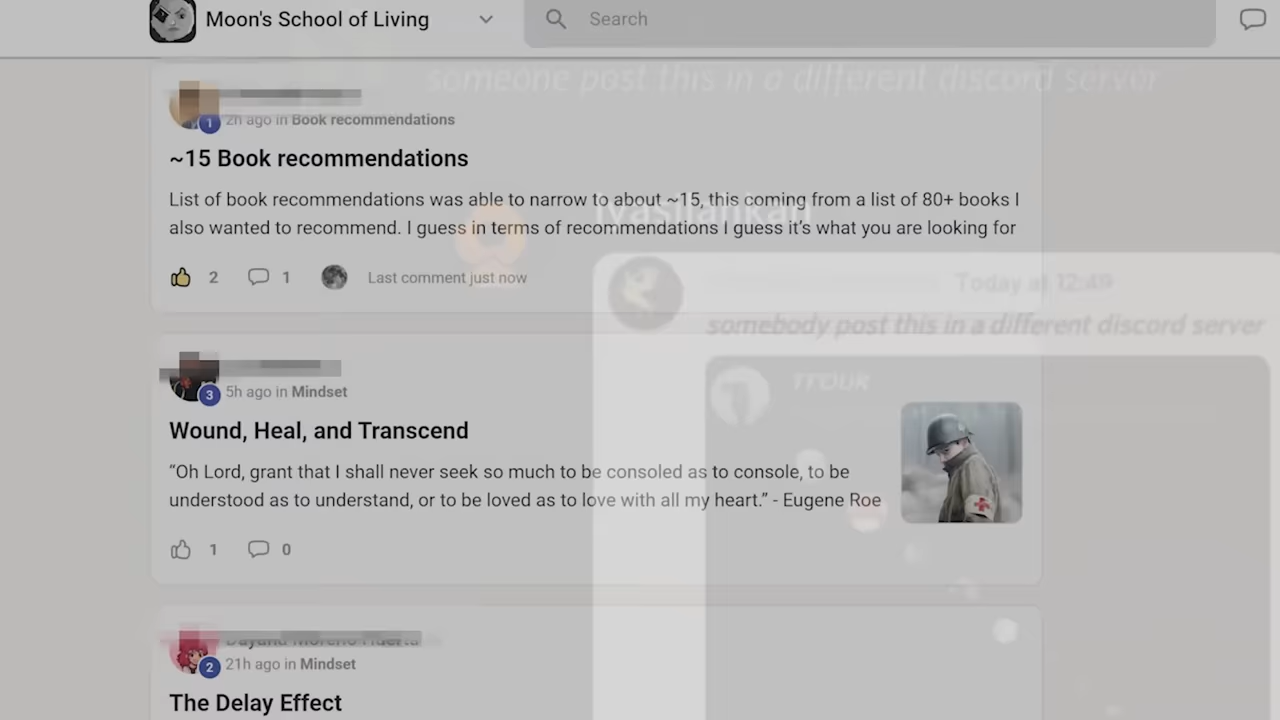 Moon's School of Living
Search
someone post this in a different discord server
1
2h ago in Book recommendations
~15 Book recommendations
List of book recommendations was able to narrow to about ~15, this coming from a list of 80+ books I
also wanted to recommend. I guess in terms of recommendations I guess it's what you are looking for
2
1
Last comment just now
Today at 12:49
somebody post this in a different discord server
3
5h ago in Mindset
Wound, Heal, and Transcend
“Oh Lord, grant that I shall never seek so much to be consoled as to console, to be
understood as to understand, or to be loved as to love with all my heart.” - Eugene Roe
1
0
2
21h ago in Mindset
The Delay Effect